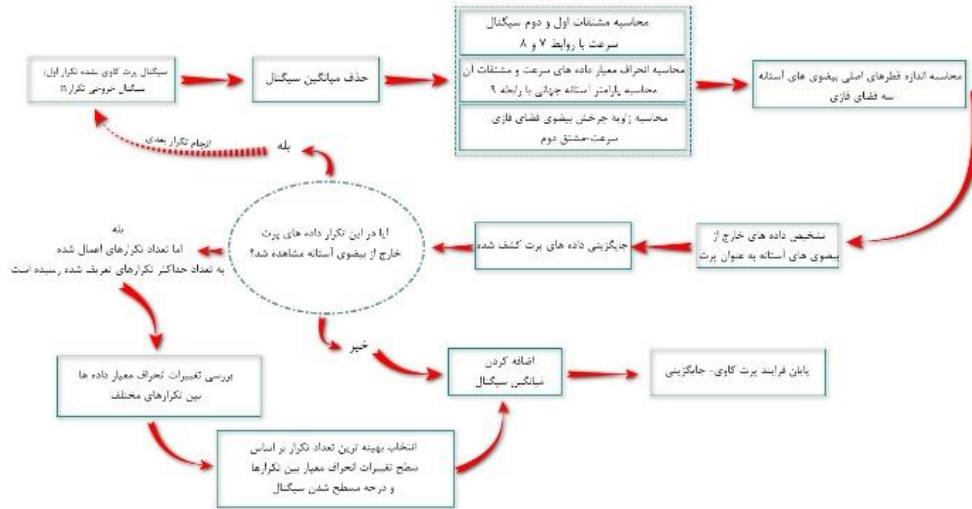 سیگنال پرت کاوی نشده تکرار اول/
سیگنال خروجی تکرار n
حذف میانگین سیگنال
محاسبه مشتقات اول و دوم سیگنال
سرعت با روابط ۷ و ۸
محاسبه انحراف معیار داده های سرعت و مشتقات آن
محاسبه پارامتر آستانه جهانی با رابطه ۹
محاسبه زاویه چرخش بیضوی فضای فازی
سرعت-مشتق دوم
محاسبه اندازه قطرهای اصلی بیضوی های آستانه
سه فضای فازی
تشخیص داده های خارج از
بیضوی های آستانه به عنوان پرت
جایگزینی داده های پرت کشف شده
آیا در این تکرار داده های پرت
خارج از بیضوی آستانه مشاهده شد؟
بله
انجام تکرار بعدی
بله
اما تعداد تکرارهای اعمال شده
به تعداد حداکثر تکرارهای تعریف شده رسیده است
بررسی تغییرات انحراف معیار داده ها
بین تکرارهای مختلف
انتخاب بهینه ترین تعداد تکرار بر اساس
سطح تغییرات انحراف معیار بین تکرارها
و درجه مسطح شدن سیگنال
خیر
اضافه کردن
میانگین سیگنال
پایان فرایند پرت کاوی- جایگزینی